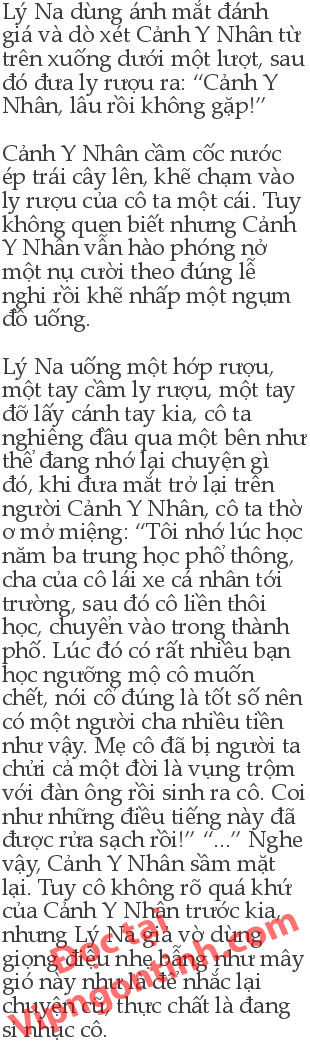 Lý Na dùng ánh mắt đánh
giá và dò xét Cảnh Y Nhân từ
trên xuống dưới một lượt, sau
đó đưa ly rượu ra: “Cảnh Y
Nhân, lâu rồi không gặp!”
Cảnh Y Nhân cầm cốc nước
ép trái cây lên, khẽ chạm vào
ly rượu của cô ta một cái. Tuy
không quen biết nhưng Cảnh
Y Nhân vẫn hào phóng nở
một nụ cười theo đúng lễ
nghi rồi khẽ nhấp một ngụm
đồ uống.
Lý Na uống một hớp rượu,
một tay cầm ly rượu, một tay
đỡ lấy cánh tay kia, cô ta
nghiêng đầu qua một bên như
thể đang nhớ lại chuyện gì
đó, khi đưa mắt trở lại trên
người Cảnh Y Nhân, cô ta thờ
ơ mở miệng: “Tôi nhớ lúc học
năm ba trung học phổ thông,
cha của cô lái xe cá nhân tới
trường, sau đó cô liền thôi
học, chuyển vào trong thành
phố. Lúc đó có rất nhiều bạn
học ngưỡng mộ cô muốn
chết, nói cô đúng là tốt số nên
có một người cha nhiều tiền
như vậy. Mẹ cô đã bị người ta
chửi cả một đời là vụng trộm
với đàn ông rồi sinh ra cô. Coi
như những điều tiếng này đã
được rửa sạch rồi!” “...” Nghe
vậy, Cảnh Y Nhân sầm mặt
lại. Tuy cô không rõ quá khứ
của Cảnh Y Nhân trước kia,
nhưng Lý Na giả vờ dùng
giọng điệu nhẹ bẫng như mây
gió này như là để nhắc lại
chuyện cũ, thực chất là đang
sỉ nhục cô.
Đọc tại
Vipngontinh.com